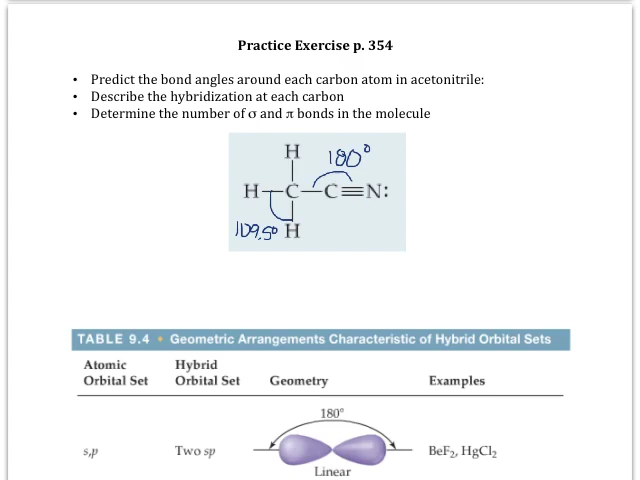 Practice Exercise p. 354
• Predict the bond angles around each carbon atom in acetonitrile:
• Describe the hybridization at each carbon
• Determine the number of σ and π bonds in the molecule
H 180°
H—C—C≡N:
109.5° H
TABLE 9.4 • Geometric Arrangements Characteristic of Hybrid Orbital Sets
Atomic Orbital Set Hybrid Orbital Set Geometry Examples
180°
s,p Two sp BeF₂, HgCl₂
Linear